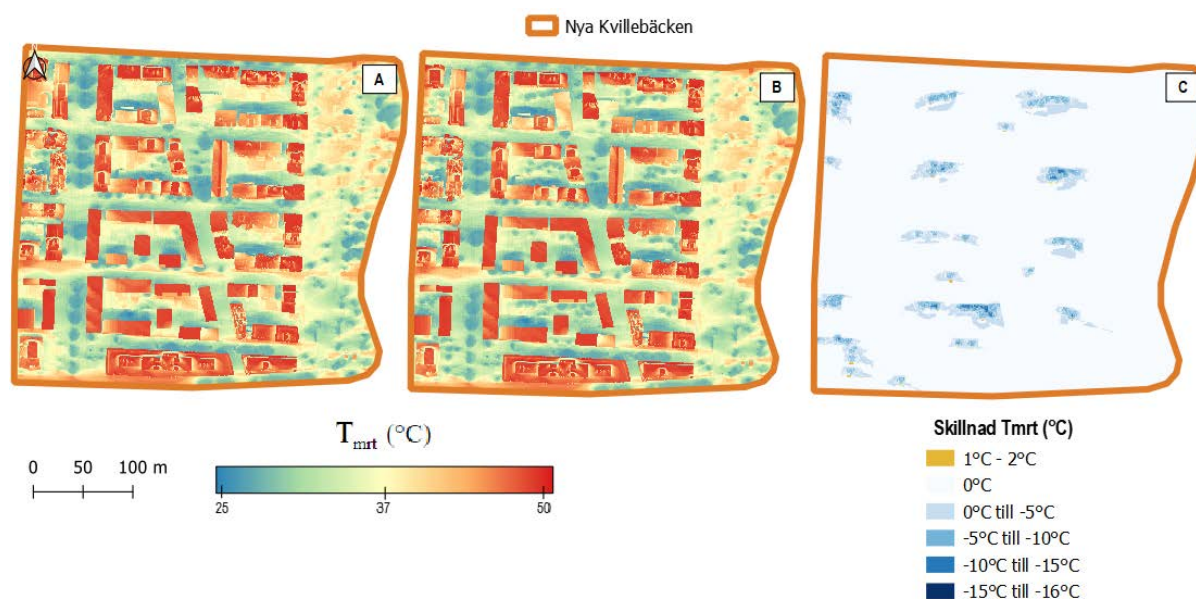 Nya Kvillebäcken
A
B
C
T_mrt (°C)
0 50 100 m
25 37 50
Skillnad Tmrt (°C)
1°C - 2°C
0°C
0°C till -5°C
-5°C till -10°C
-10°C till -15°C
-15°C till -16°C